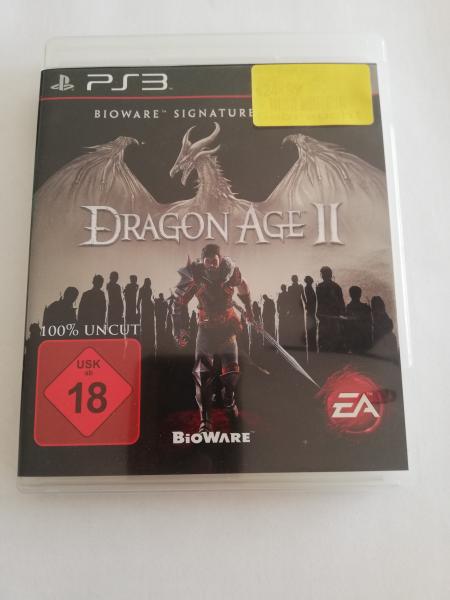 PS3
BIOWARE™ SIGNATURE
DRAGON AGE II
100% UNCUT
USK
ab
18
BIOWARE
EA